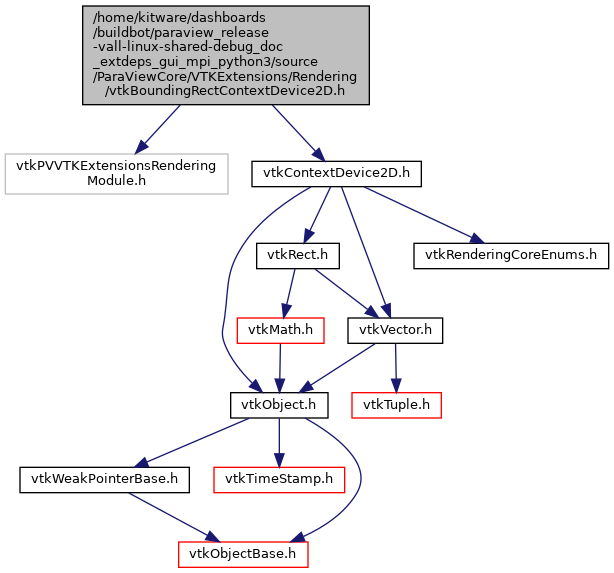 /home/kitware/dashboards
/buildbot/paraview_release
-vall-linux-shared-debug_doc
_extdeps_gui_mpi_python3/source
/ParaViewCore/VTKExtensions/Rendering
/vtkBoundingRectContextDevice2D.h
vtkPVVTKExtensionsRendering
Module.h
vtkContextDevice2D.h
vtkRect.h
vtkRenderingCoreEnums.h
vtkMath.h
vtkVector.h
vtkObject.h
vtkTuple.h
vtkWeakPointerBase.h
vtkTimeStamp.h
vtkObjectBase.h